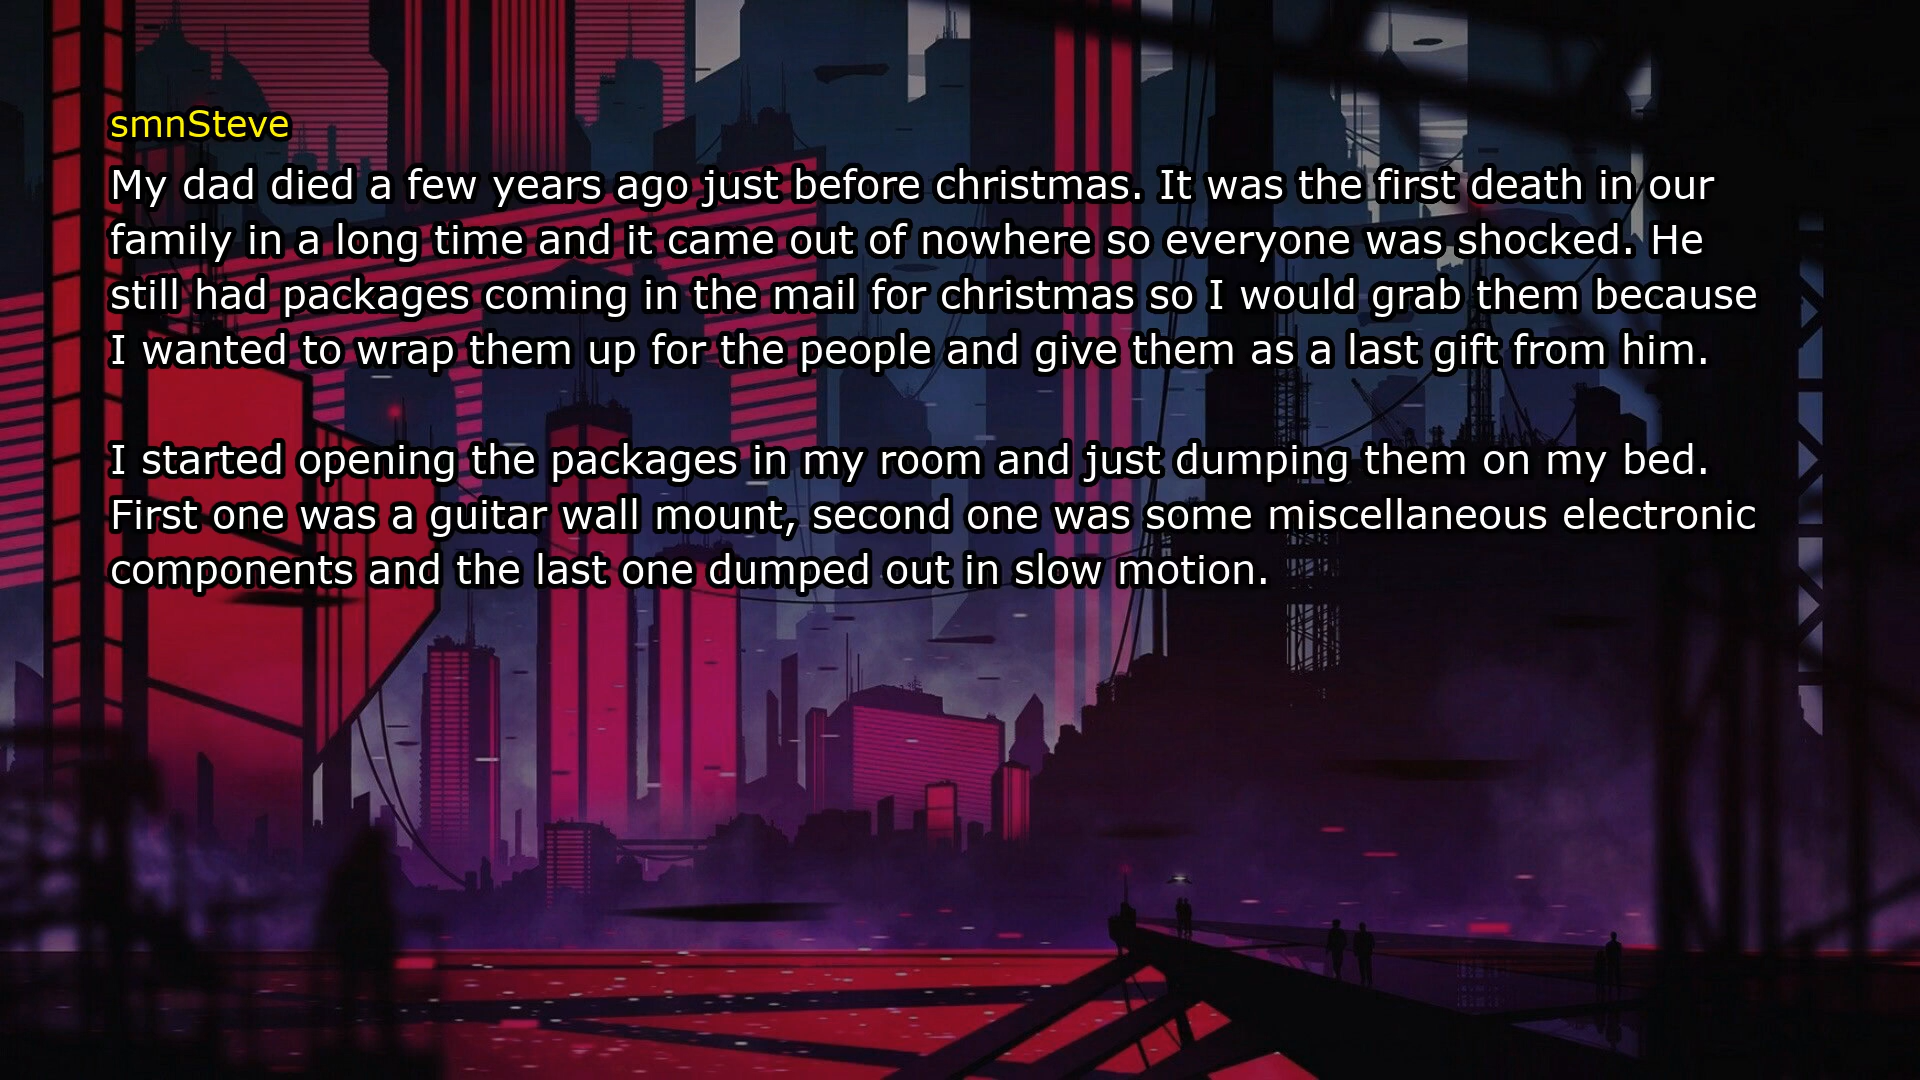 smnSteve
My dad died a few years ago just before christmas. It was the first death in our
family in a long time and it came out of nowhere so everyone was shocked. He
still had packages coming in the mail for christmas so I would grab them because
I wanted to wrap them up for the people and give them as a last gift from him.
I started opening the packages in my room and just dumping them on my bed.
First one was a guitar wall mount, second one was some miscellaneous electronic
components and the last one dumped out in slow motion.